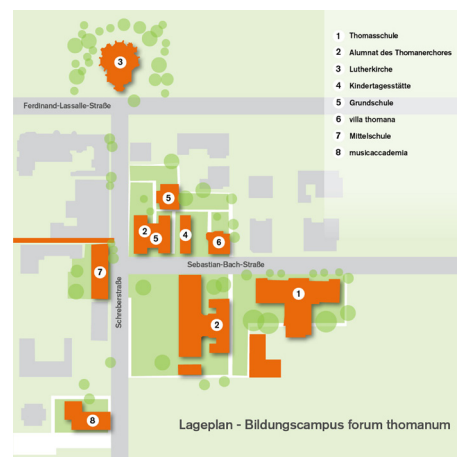 1 Thomasschule
2 Alumnat des Thomanerchores
3 Lutherkirche
4 Kindertagesstätte
5 Grundschule
6 villa thomana
7 Mittelschule
8 musicaccademia
3
Ferdinand-Lassalle-Straße
5
2 5 4 6
Sebastian-Bach-Straße
7
Schreberstraße
1
2
8
Lageplan - Bildungscampus forum thomanum